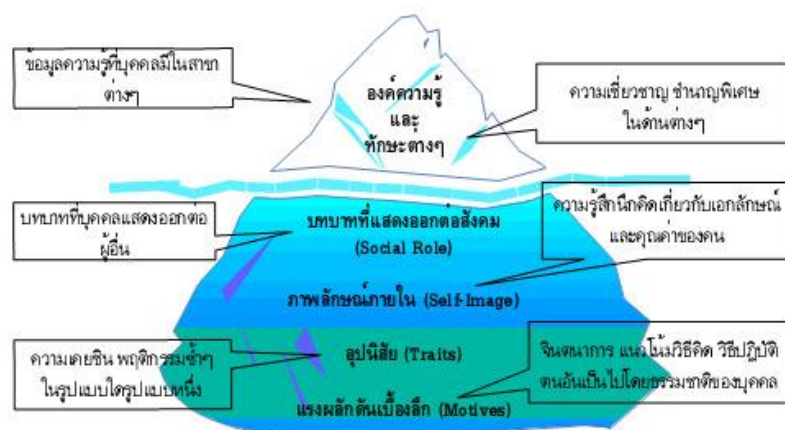 ข้อมูลความรู้ที่บุคคลมีในสาขา
ต่างๆ
องค์ความรู้
และ
ทักษะต่างๆ
ความเชี่ยวชาญ ชำนาญพิเศษ
ในด้านต่างๆ
บทบาทที่บุคคลแสดงออกต่อ
ผู้อื่น
บทบาทที่แสดงออกต่อสังคม
(Social Role)
ความรู้สึกนึกคิดเกี่ยวกับเอกลักษณ์
และคุณค่าของคน
ภาพลักษณ์ภายใน (Self-Image)
ความเคยชิน พฤติกรรมซ้ำๆ
ในรูปแบบใดรูปแบบหนึ่ง
อุปนิสัย (Traits)
จินตนาการ แนวโน้มวิธีคิด วิธีปฏิบัติ
ตนอันเป็นไปโดยธรรมชาติของบุคคล
แรงผลักดันเบื้องลึก (Motives)